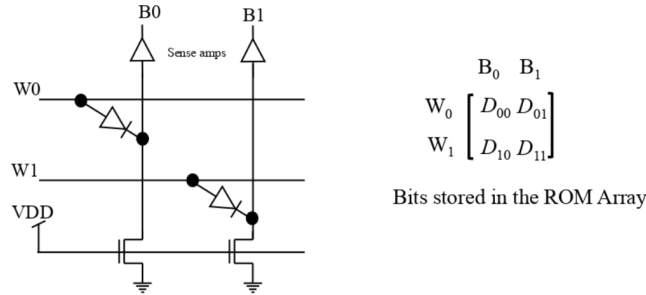 B0 B1
Sense amps
W0
W1
VDD
B₀ B₁
W₀ [ D₀₀ D₀₁ ]
W₁ [ D₁₀ D₁₁ ]
Bits stored in the ROM Array